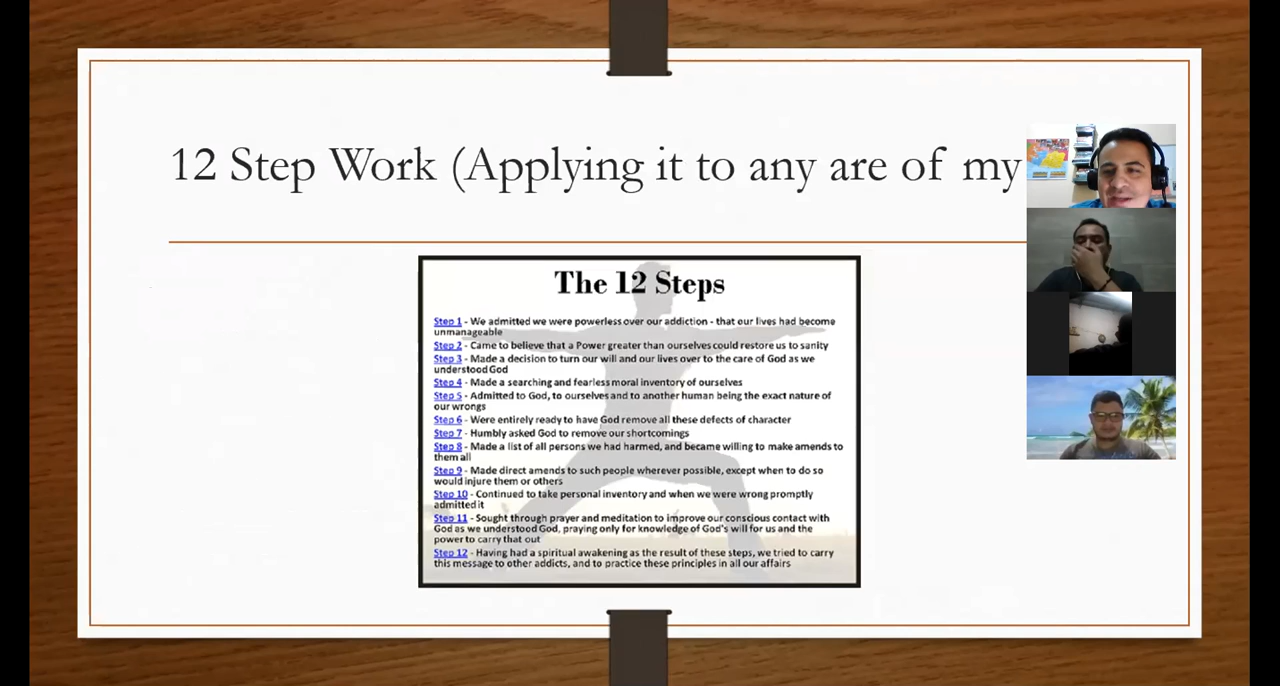 12 Step Work (Applying it to any are of my
The 12 Steps
Step 1 - We admitted we were powerless over our addiction - that our lives had become
unmanageable
Step 2 - Came to believe that a Power greater than ourselves could restore us to sanity
Step 3 - Made a decision to turn our will and our lives over to the care of God as we
understood God
Step 4 - Made a searching and fearless moral inventory of ourselves
Step 5 - Admitted to God, to ourselves and to another human being the exact nature of
our wrongs
Step 6 - Were entirely ready to have God remove all these defects of character
Step 7 - Humbly asked God to remove our shortcomings
Step 8 - Made a list of all persons we had harmed, and became willing to make amends to
them all
Step 9 - Made direct amends to such people wherever possible, except when to do so
would injure them or others
Step 10 - Continued to take personal inventory and when we were wrong promptly
admitted it
Step 11 - Sought through prayer and meditation to improve our conscious contact with
God as we understood God, praying only for knowledge of God's will for us and the
power to carry that out
Step 12 - Having had a spiritual awakening as the result of these steps, we tried to carry
this message to other addicts, and to practice these principles in all our affairs